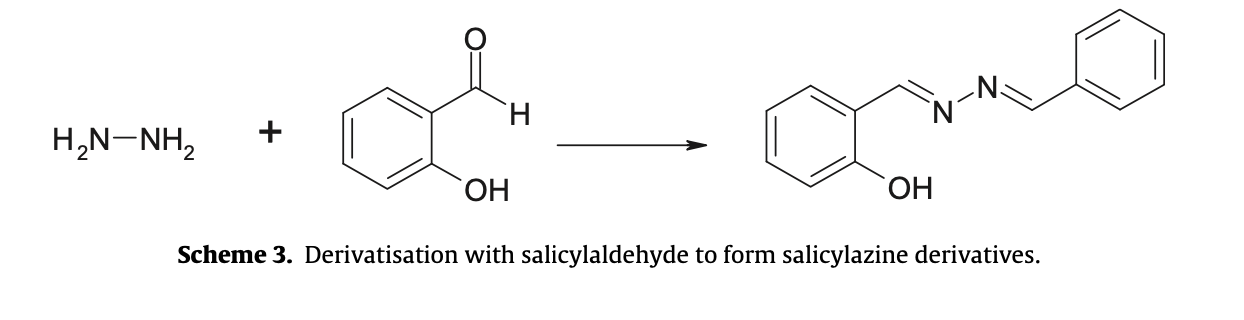 O
H
H₂N—NH₂ +
OH
N
N
OH
Scheme 3. Derivatisation with salicylaldehyde to form salicylazine derivatives.